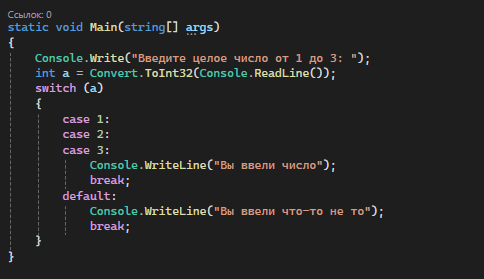 Ссылок: 0
static void Main(string[] args)
{
Console.Write("Введите целое число от 1 до 3: ");
int a = Convert.ToInt32(Console.ReadLine());
switch (a)
{
case 1:
case 2:
case 3:
Console.WriteLine("Вы ввели число");
break;
default:
Console.WriteLine("Вы ввели что-то не то");
break;
}
}